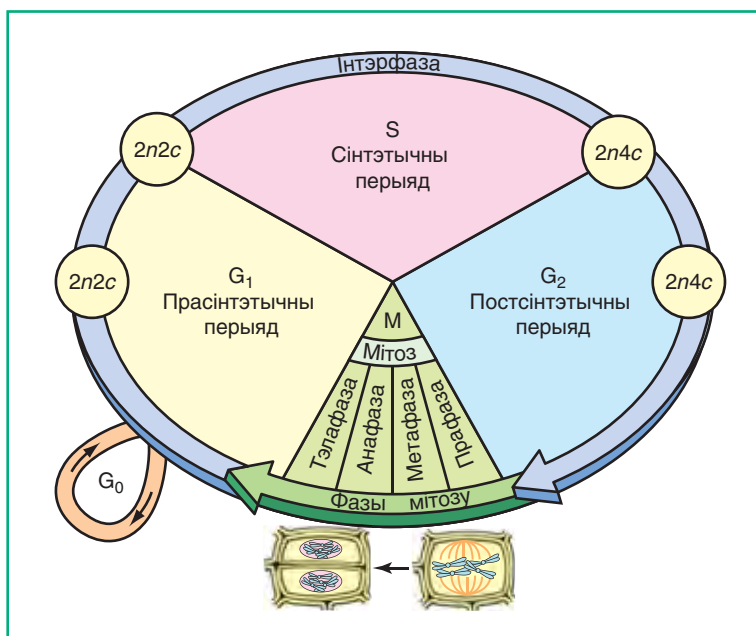 Інтэрфаза
S
Сінтэтычны
перыяд
2n2c
2n4c
2n2c
2n4c
G₁
Прасінтэтычны
перыяд
G₂
Постсінтэтычны
перыяд
M
Мітоз
Тэлафаза
Анафаза
Метафаза
Прафаза
G₀
Фазы мітозу